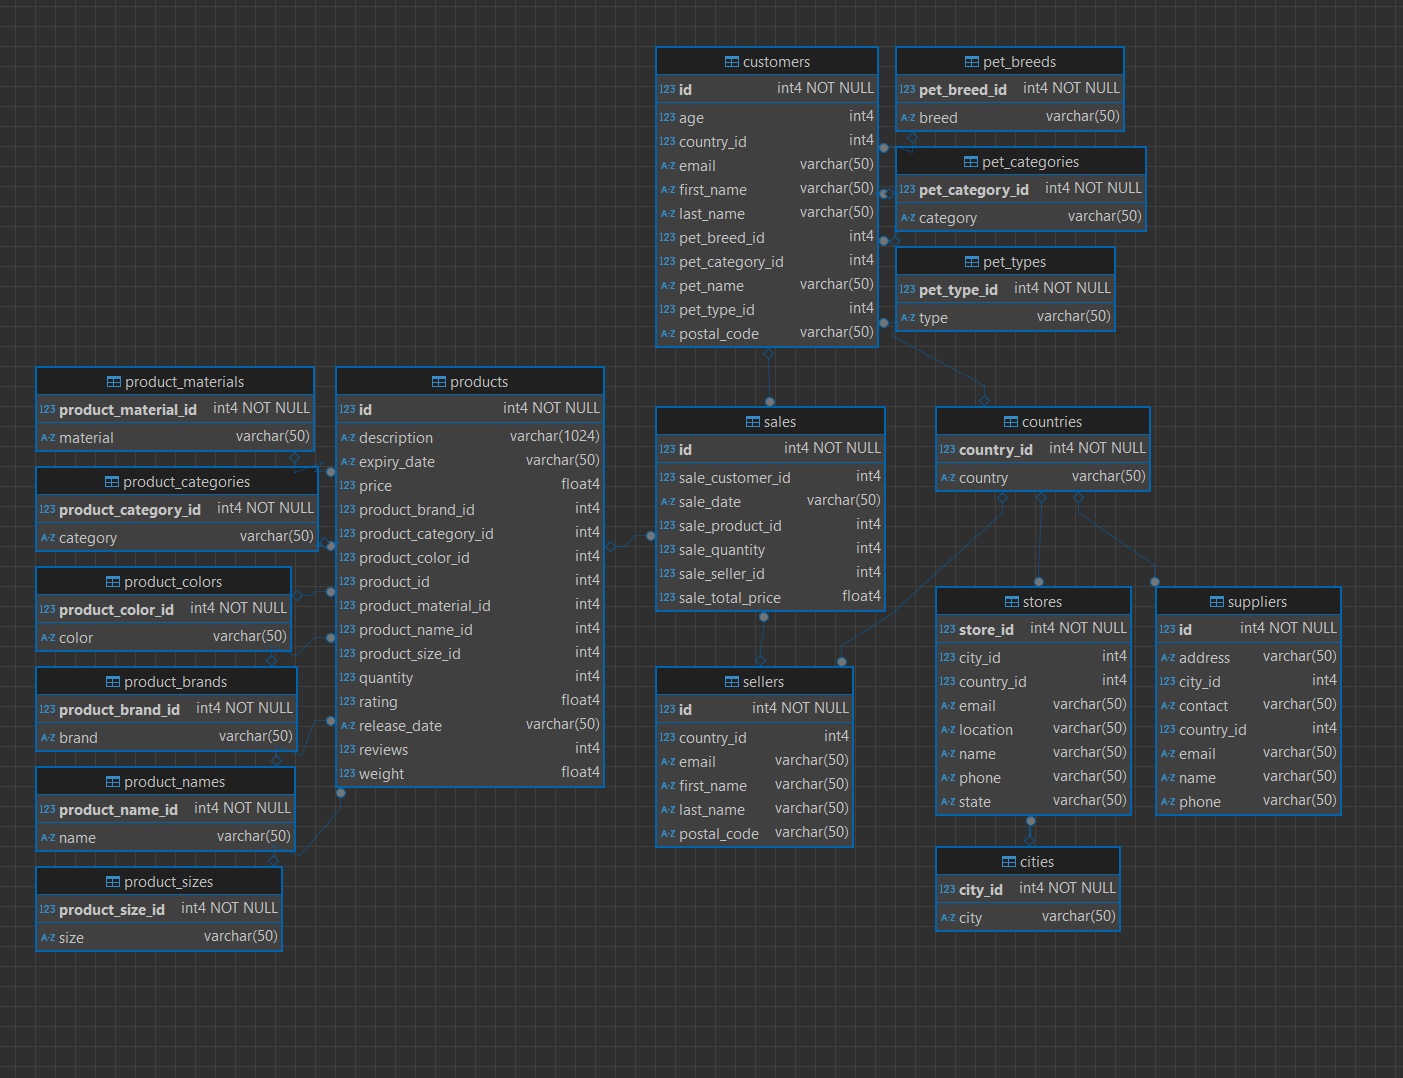 customers
123 id int4 NOT NULL
123 age int4
123 country_id int4
A-Z email varchar(50)
A-Z first_name varchar(50)
A-Z last_name varchar(50)
123 pet_breed_id int4
123 pet_category_id int4
A-Z pet_name varchar(50)
123 pet_type_id int4
A-Z postal_code varchar(50)
pet_breeds
123 pet_breed_id int4 NOT NULL
A-Z breed varchar(50)
pet_categories
123 pet_category_id int4 NOT NULL
A-Z category varchar(50)
pet_types
123 pet_type_id int4 NOT NULL
A-Z type varchar(50)
product_materials
123 product_material_id int4 NOT NULL
A-Z material varchar(50)
product_categories
123 product_category_id int4 NOT NULL
A-Z category varchar(50)
product_colors
123 product_color_id int4 NOT NULL
A-Z color varchar(50)
product_brands
123 product_brand_id int4 NOT NULL
A-Z brand varchar(50)
product_names
123 product_name_id int4 NOT NULL
A-Z name varchar(50)
product_sizes
123 product_size_id int4 NOT NULL
A-Z size varchar(50)
products
123 id int4 NOT NULL
A-Z description varchar(1024)
A-Z expiry_date varchar(50)
123 price float4
123 product_brand_id int4
123 product_category_id int4
123 product_color_id int4
123 product_id int4
123 product_material_id int4
123 product_name_id int4
123 product_size_id int4
123 quantity int4
123 rating float4
A-Z release_date varchar(50)
123 reviews int4
123 weight float4
sales
123 id int4 NOT NULL
123 sale_customer_id int4
A-Z sale_date varchar(50)
123 sale_product_id int4
123 sale_quantity int4
123 sale_seller_id int4
123 sale_total_price float4
sellers
123 id int4 NOT NULL
123 country_id int4
A-Z email varchar(50)
A-Z first_name varchar(50)
A-Z last_name varchar(50)
A-Z postal_code varchar(50)
countries
123 country_id int4 NOT NULL
A-Z country varchar(50)
stores
123 store_id int4 NOT NULL
123 city_id int4
123 country_id int4
A-Z email varchar(50)
A-Z location varchar(50)
A-Z name varchar(50)
A-Z phone varchar(50)
A-Z state varchar(50)
suppliers
123 id int4 NOT NULL
A-Z address varchar(50)
123 city_id int4
A-Z contact varchar(50)
123 country_id int4
A-Z email varchar(50)
A-Z name varchar(50)
A-Z phone varchar(50)
cities
123 city_id int4 NOT NULL
A-Z city varchar(50)